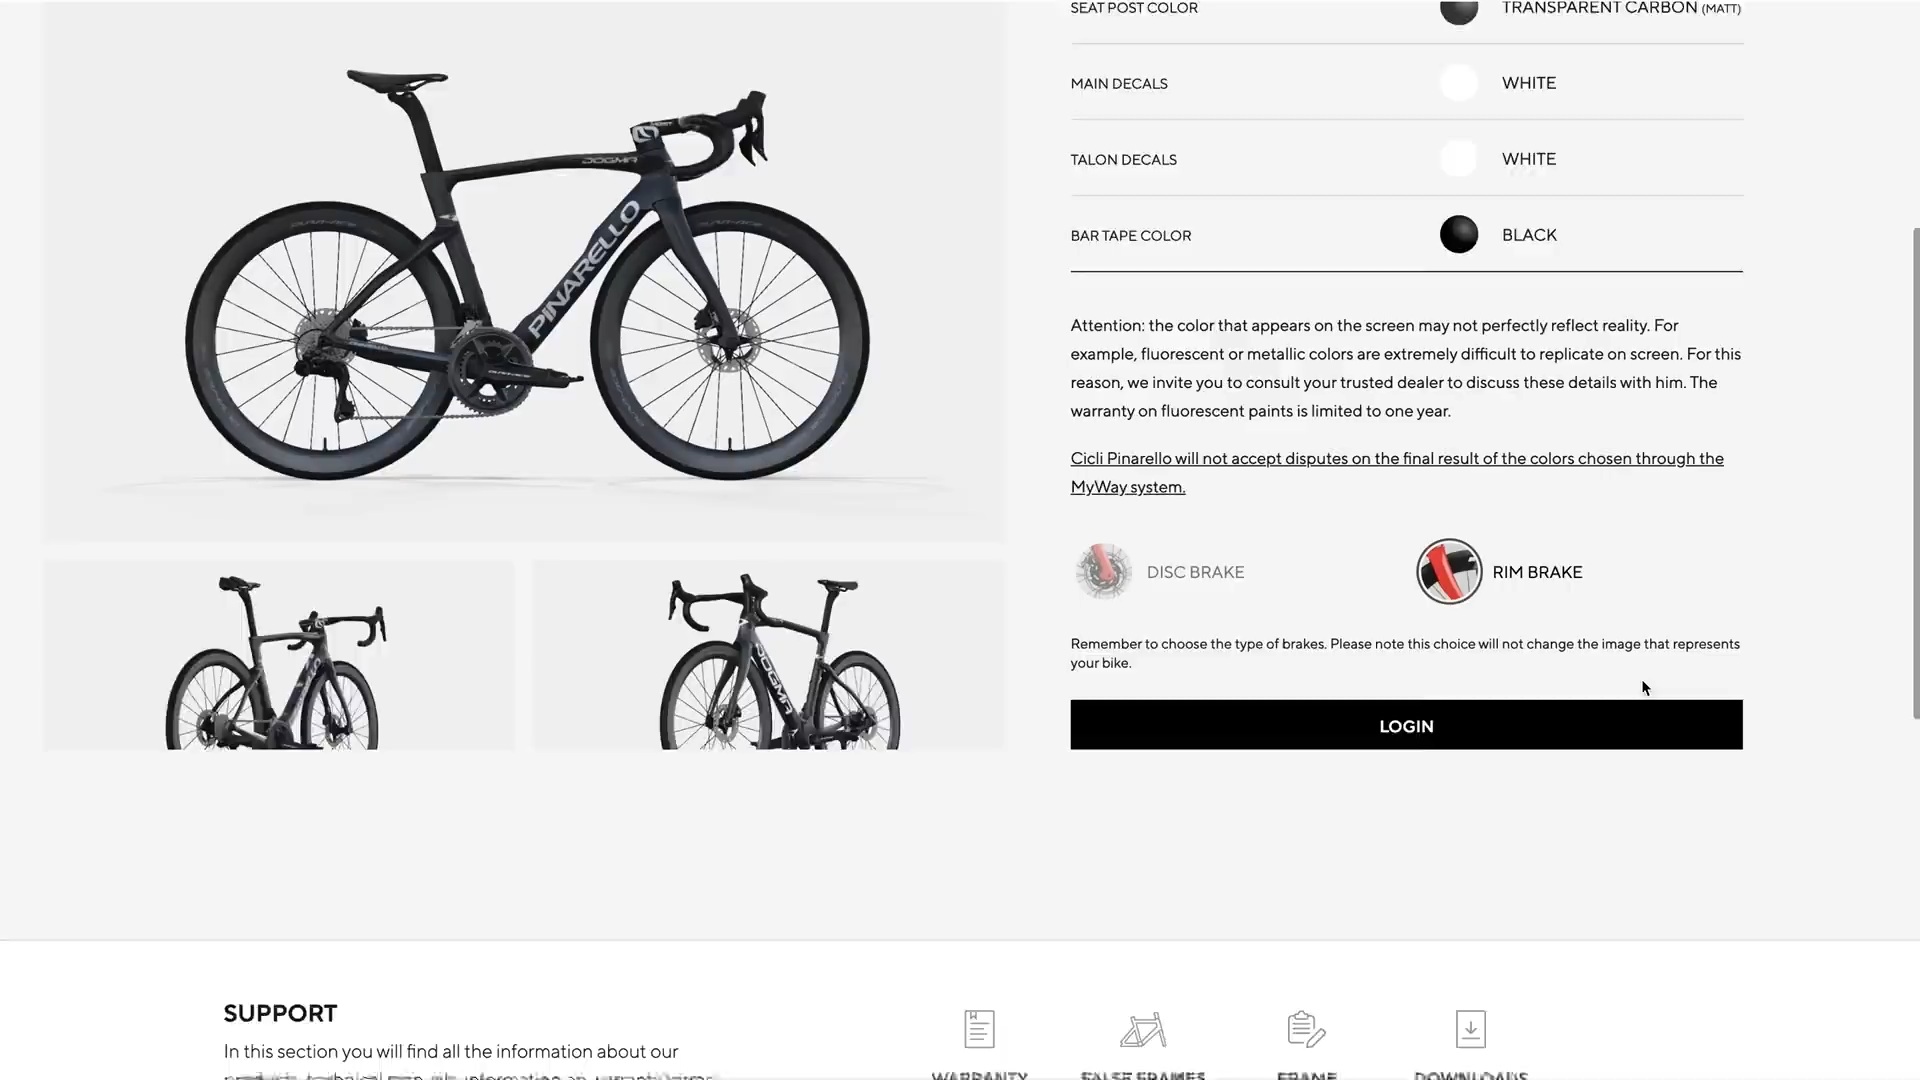 SEAT POST COLOR
TRANSPARENT CARBON (MATT)
MAIN DECALS
WHITE
TALON DECALS
WHITE
BAR TAPE COLOR
BLACK
DOGMA
PINARELLO
Attention: the color that appears on the screen may not perfectly reflect reality. For
example, fluorescent or metallic colors are extremely difficult to replicate on screen. For this
reason, we invite you to consult your trusted dealer to discuss these details with him. The
warranty on fluorescent paints is limited to one year.
Cicli Pinarello will not accept disputes on the final result of the colors chosen through the
MyWay system.
DISC BRAKE
RIM BRAKE
Remember to choose the type of brakes. Please note this choice will not change the image that represents
your bike.
LOGIN
DOGMA
SUPPORT
In this section you will find all the information about our
WARRANTY
FALSE FRAMES
FRAME
DOWNLOADS